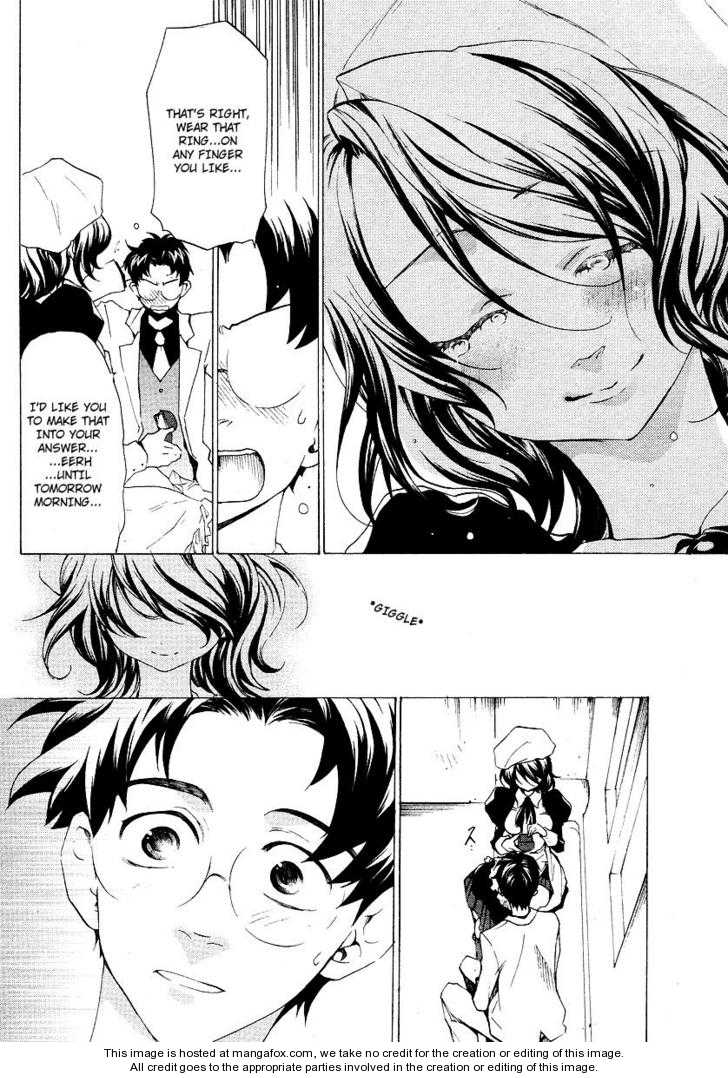 THAT'S RIGHT,
WEAR THAT
RING...ON
ANY FINGER
YOU LIKE...
I'D LIKE YOU
TO MAKE THAT
INTO YOUR
ANSWER...
...EERH
...UNTIL
TOMORROW
MORNING...
*GIGGLE*
ス
This image is hosted at mangafox.com, we take no credit for the creation or editing of this image.
All credit goes to the appropriate parties involved in the creation or editing of this image.